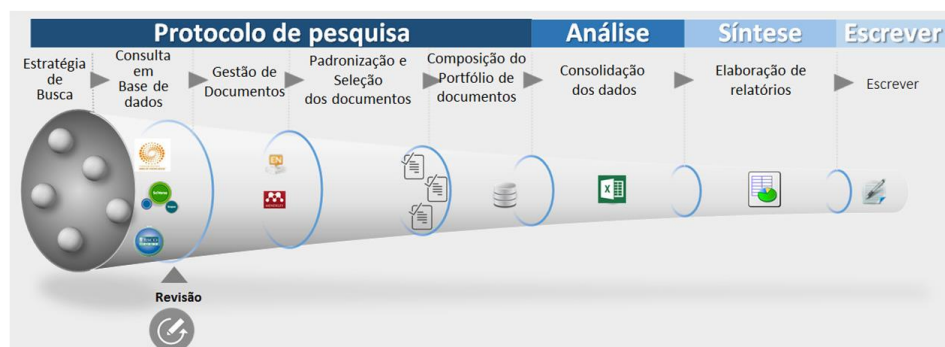 Protocolo de pesquisa
Análise
Síntese
Escrever
Estratégia
de
Busca
Consulta
em
Base de
dados
Gestão de
Documentos
Padronização e
Seleção
dos documentos
Composição do
Portfólio de
documentos
Consolidação
dos dados
Elaboração de
relatórios
Escrever
EN
X
Revisão